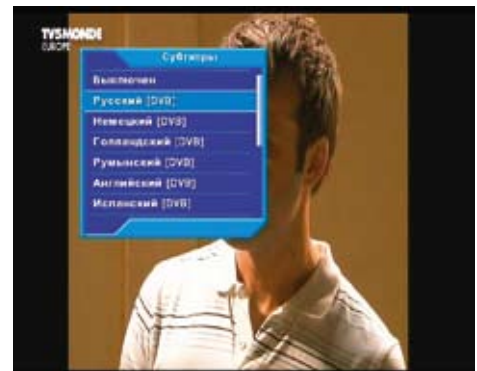 TV5MONDE
EUROPE
Субтитры
Выключен
Русский [DVB]
Немецкий [DVB]
Голландский [DVB]
Румынский [DVB]
Английский [DVB]
Испанский [DVB]